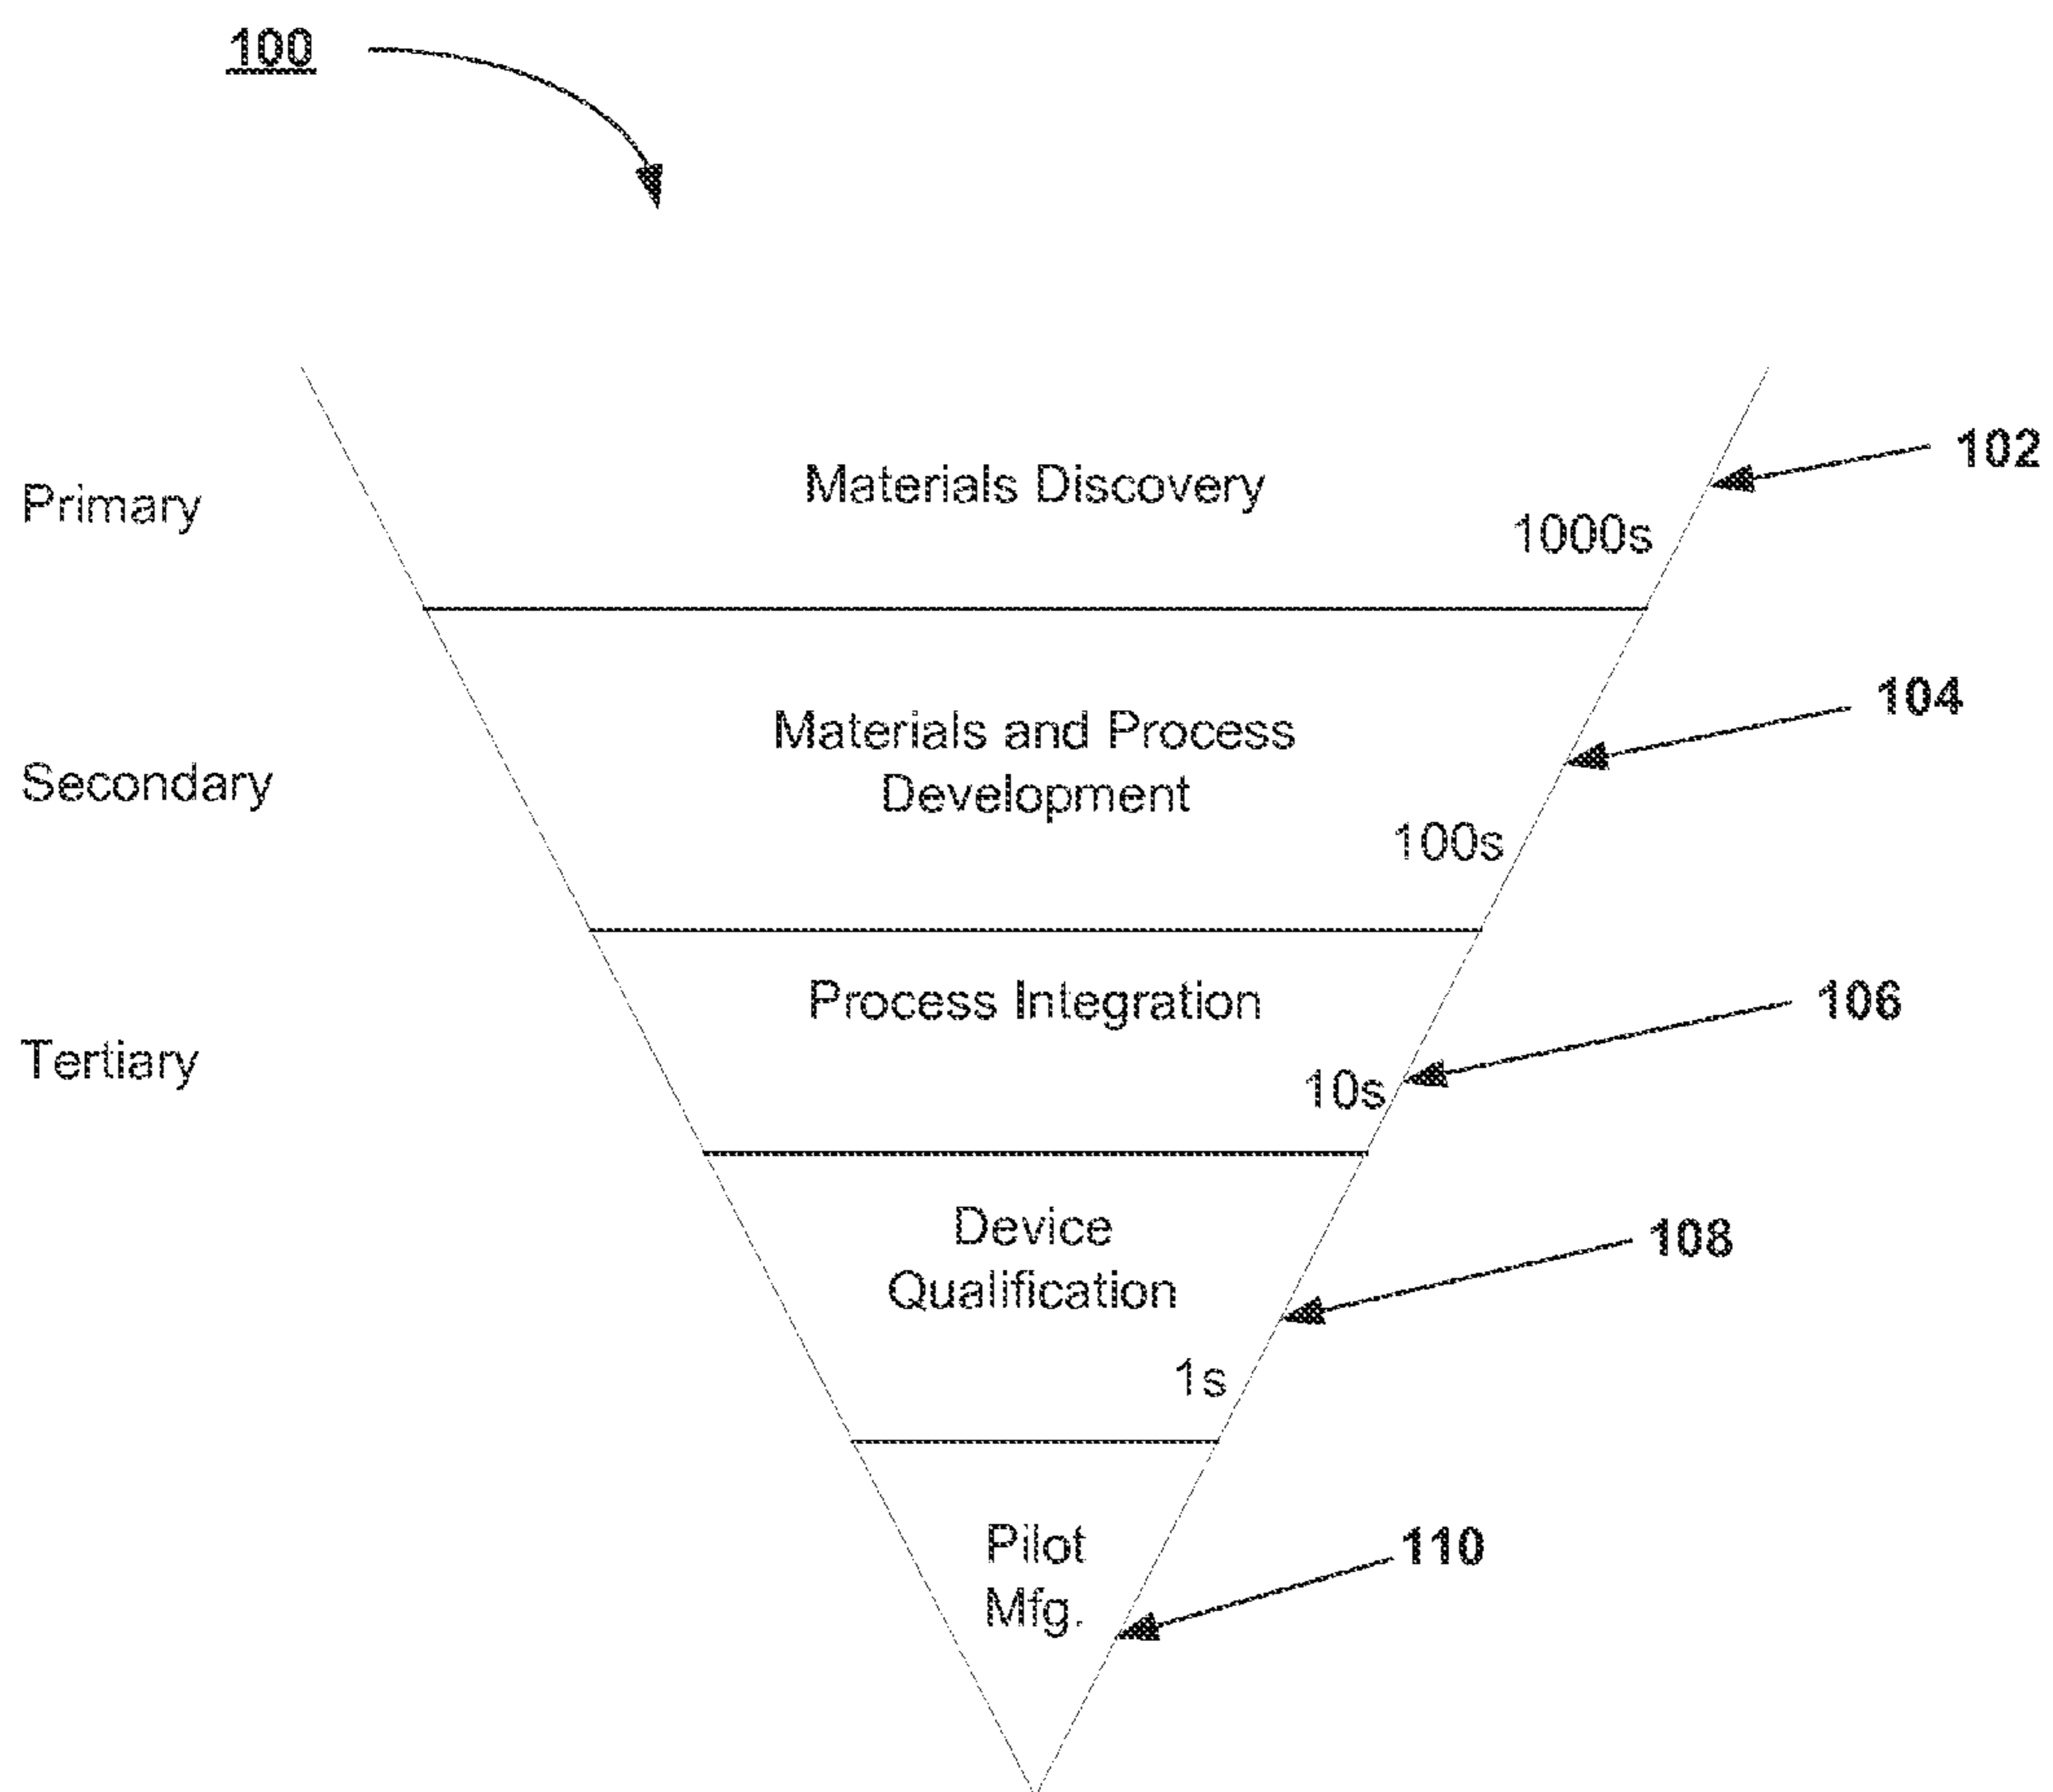 100
Materials Discovery
102
Primary
1000s
Materials and Process
104
Secondary
Development
100s
Process Integration
106
Tertiary
10s
Device
108
Qualification
1s
Pilot
110
Mfg.